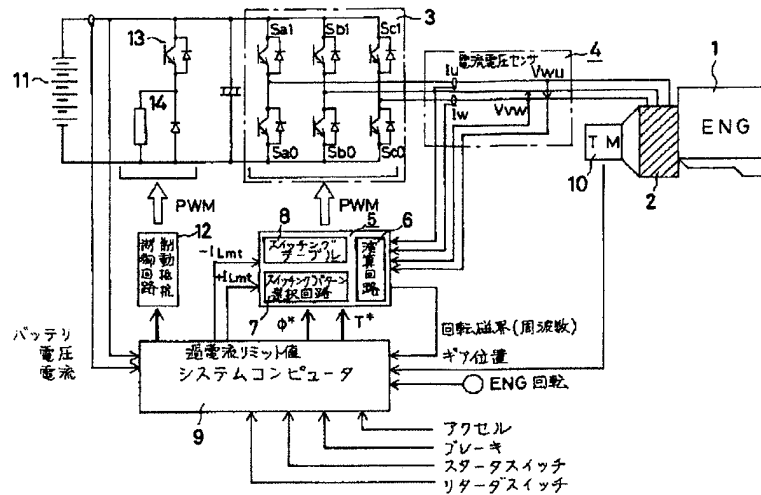 3
13
Sa1
Sb1
Sc1
電流電圧センサ
4
1
11
Iu
Vwu
14
Iw
Vvw
ENG
TM
Sa0
Sb0
Sc0
10
2
PWM
PWM
8
5
6
12
制動抵抗
制御回路
-ILmt
+ILmt
スイッチング
テーブル
スイッチングパターン
選択回路
演算回路
7
Φ*
T*
回転磁界(周波数)
バッテリ
電圧
電流
過電流リミット値
システムコンピュータ
ギア位置
ENG回転
9
アクセル
ブレーキ
スタータスイッチ
リターダスイッチ